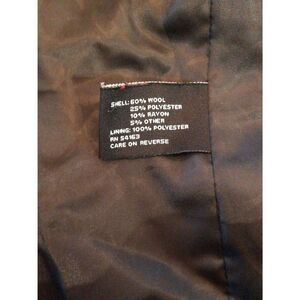 SHELL: 60% WOOL
25% POLYESTER
10% RAYON
5% OTHER
LINING: 100% POLYESTER
RN 54163
CARE ON REVERSE